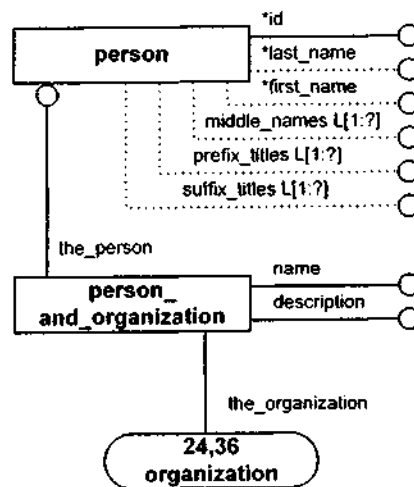 *id
person
*last_name
*first_name
middle_names L[1:?]
prefix_titles L[1:?]
suffix_titles L[1:?]
the_person
name
person_
and_organization
description
the_organization
24,36
organization